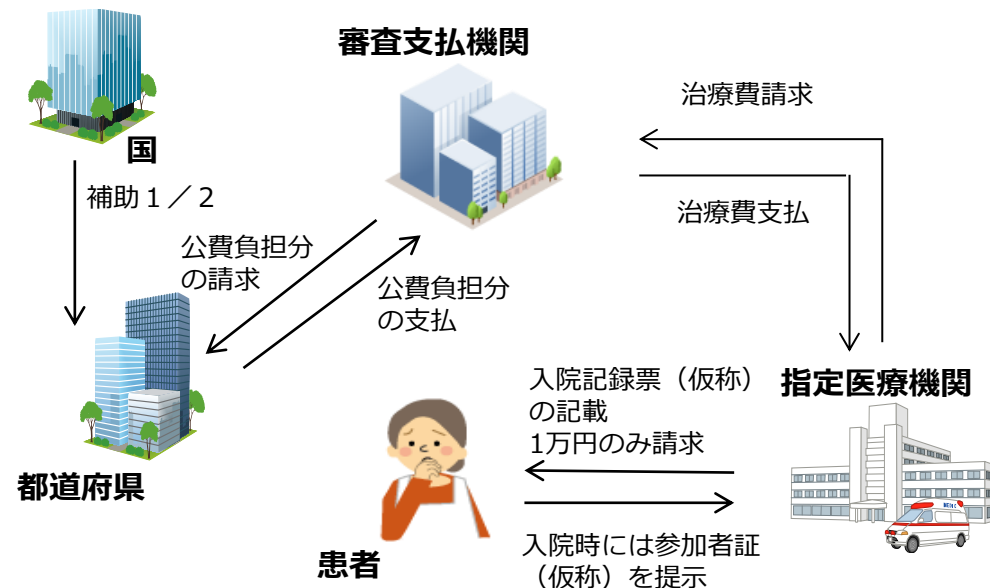 審査支払機関
国
補助１／２
治療費請求
治療費支払
公費負担分
の請求
公費負担分
の支払
都道府県
入院記録票（仮称）
の記載
1万円のみ請求
指定医療機関
患者
入院時には参加者証
（仮称）を提示